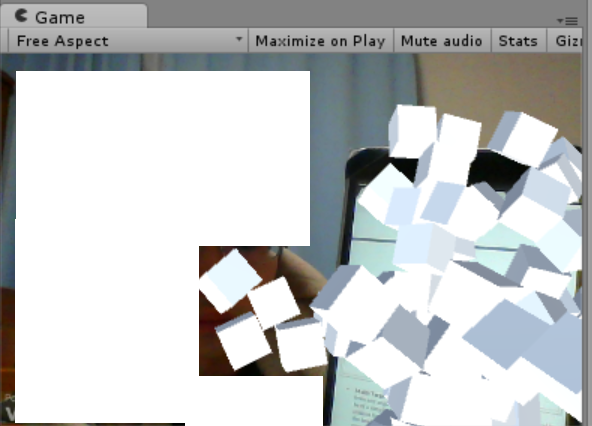 Game
Free Aspect
Maximize on Play
Mute audio
Stats